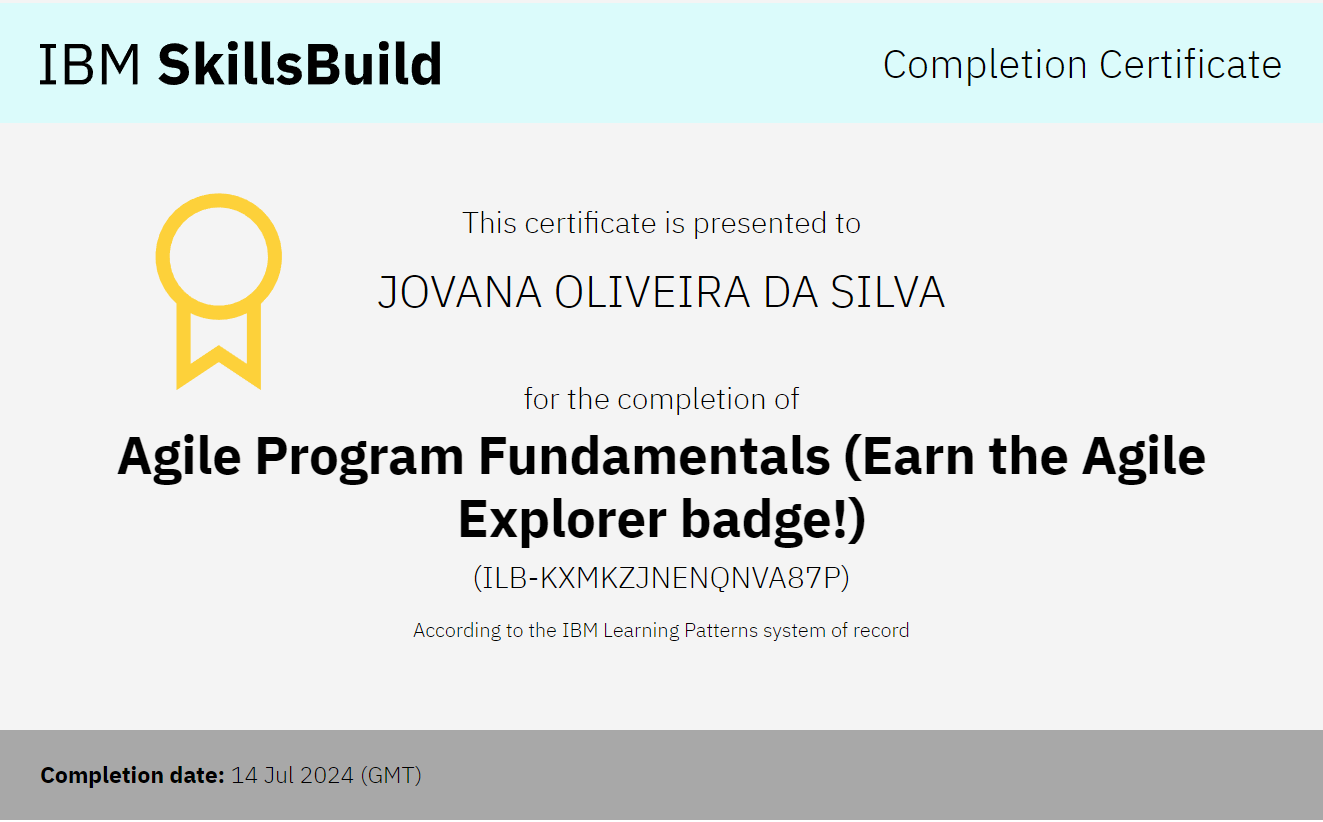 IBM SkillsBuild
Completion Certificate
This certificate is presented to
JOVANA OLIVEIRA DA SILVA
for the completion of
Agile Program Fundamentals (Earn the Agile
Explorer badge!)
(ILB-KXMKZJNENQNVA87P)
According to the IBM Learning Patterns system of record
Completion date: 14 Jul 2024 (GMT)